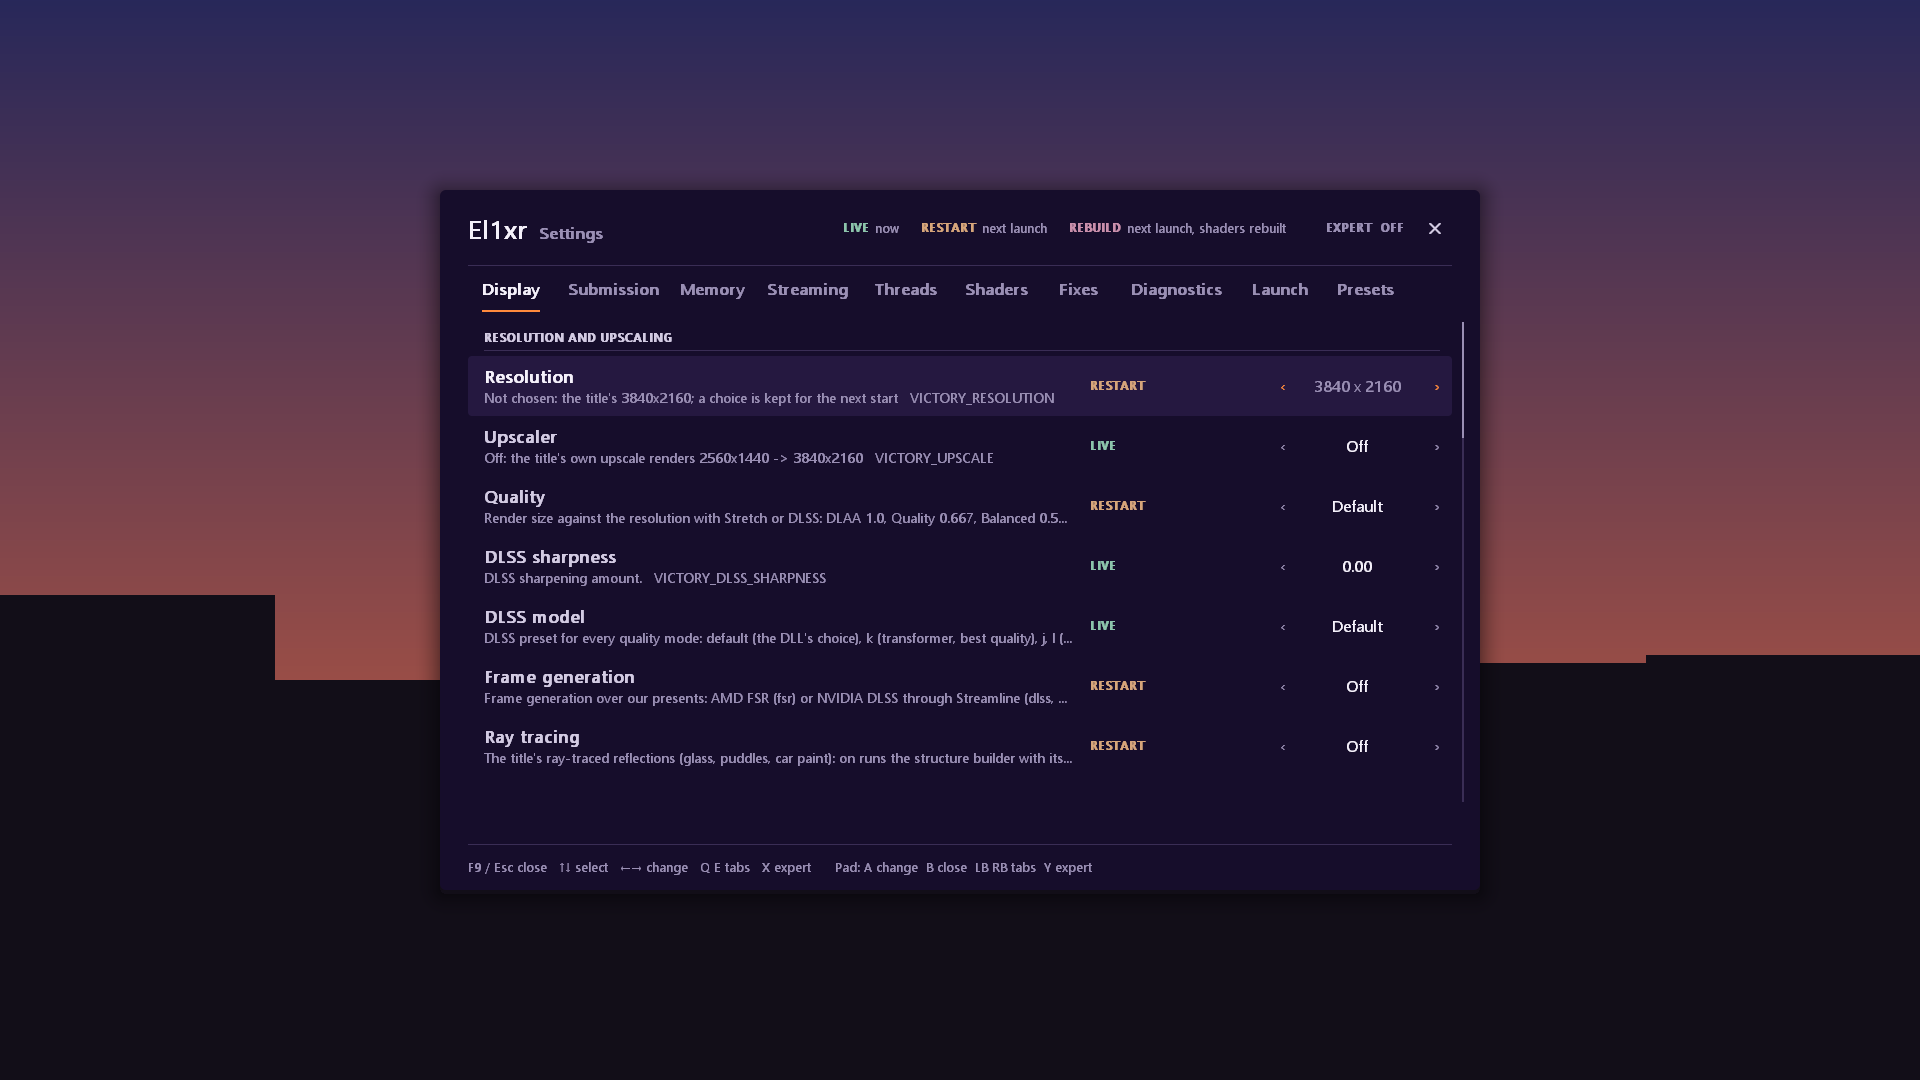 El1xr Settings LIVE now RESTART next launch REBUILD next launch, shaders rebuilt EXPERT OFF ✕
Display Submission Memory Streaming Threads Shaders Fixes Diagnostics Launch Presets
RESOLUTION AND UPSCALING
Resolution
Not chosen: the title's 3840x2160; a choice is kept for the next start VICTORY_RESOLUTION
RESTART ‹ 3840 x 2160 ›
Upscaler
Off: the title's own upscale renders 2560x1440 -> 3840x2160 VICTORY_UPSCALE
LIVE ‹ Off ›
Quality
Render size against the resolution with Stretch or DLSS: DLAA 1.0, Quality 0.667, Balanced 0.5...
RESTART ‹ Default ›
DLSS sharpness
DLSS sharpening amount. VICTORY_DLSS_SHARPNESS
LIVE ‹ 0.00 ›
DLSS model
DLSS preset for every quality mode: default (the DLL's choice), k (transformer, best quality), j, l (...
LIVE ‹ Default ›
Frame generation
Frame generation over our presents: AMD FSR (fsr) or NVIDIA DLSS through Streamline (dlss, ...
RESTART ‹ Off ›
Ray tracing
The title's ray-traced reflections (glass, puddles, car paint): on runs the structure builder with its...
RESTART ‹ Off ›
F9 / Esc close ↑↓ select ←→ change Q E tabs X expert Pad: A change B close LB RB tabs Y expert